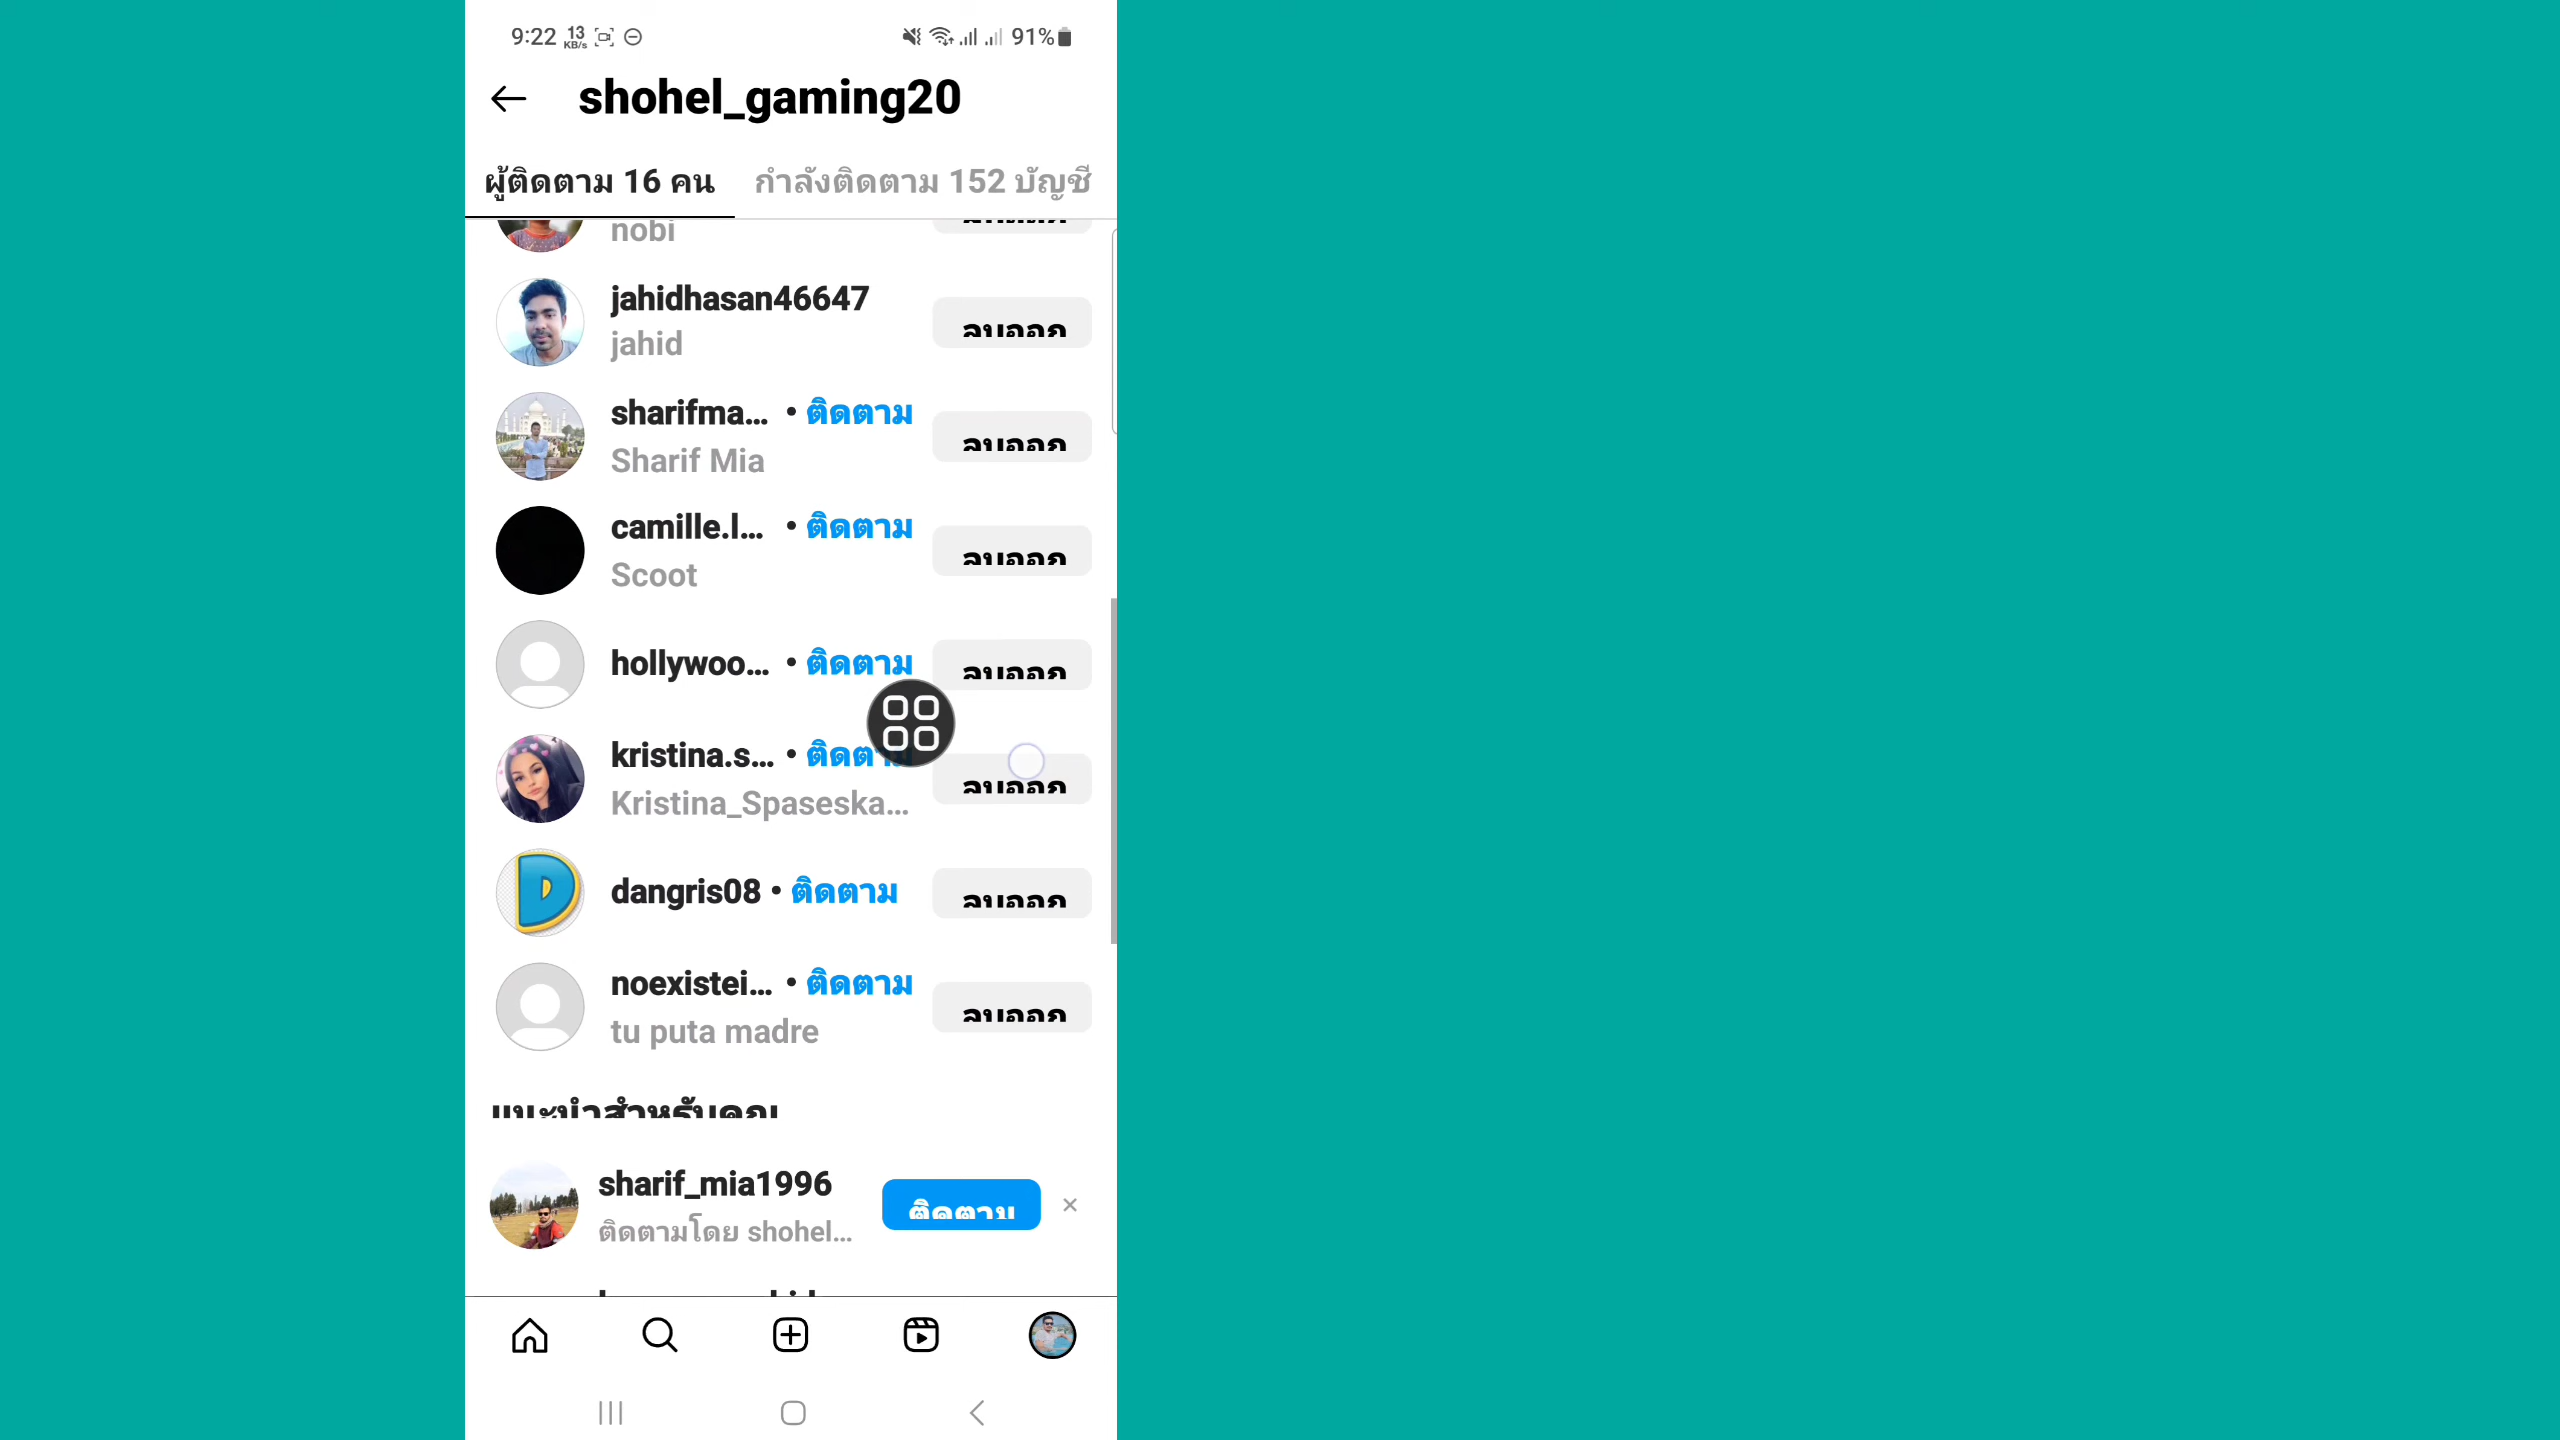 9:22 13 KB/s 91%
shohel_gaming20
ผู้ติดตาม 16 คน กำลังติดตาม 152 บัญชี
nobi
jahidhasan46647
jahid
ลบออก
sharifma... • ติดตาม
Sharif Mia
ลบออก
camille.l... • ติดตาม
Scoot
ลบออก
hollywoo... • ติดตาม
ลบออก
kristina.s... • ติดตาม
Kristina_Spaseska...
ลบออก
dangris08 • ติดตาม
ลบออก
noexistei... • ติดตาม
tu puta madre
ลบออก
แนะนำสำหรับคุณ
sharif_mia1996
ติดตามโดย shohel...
ติดตาม